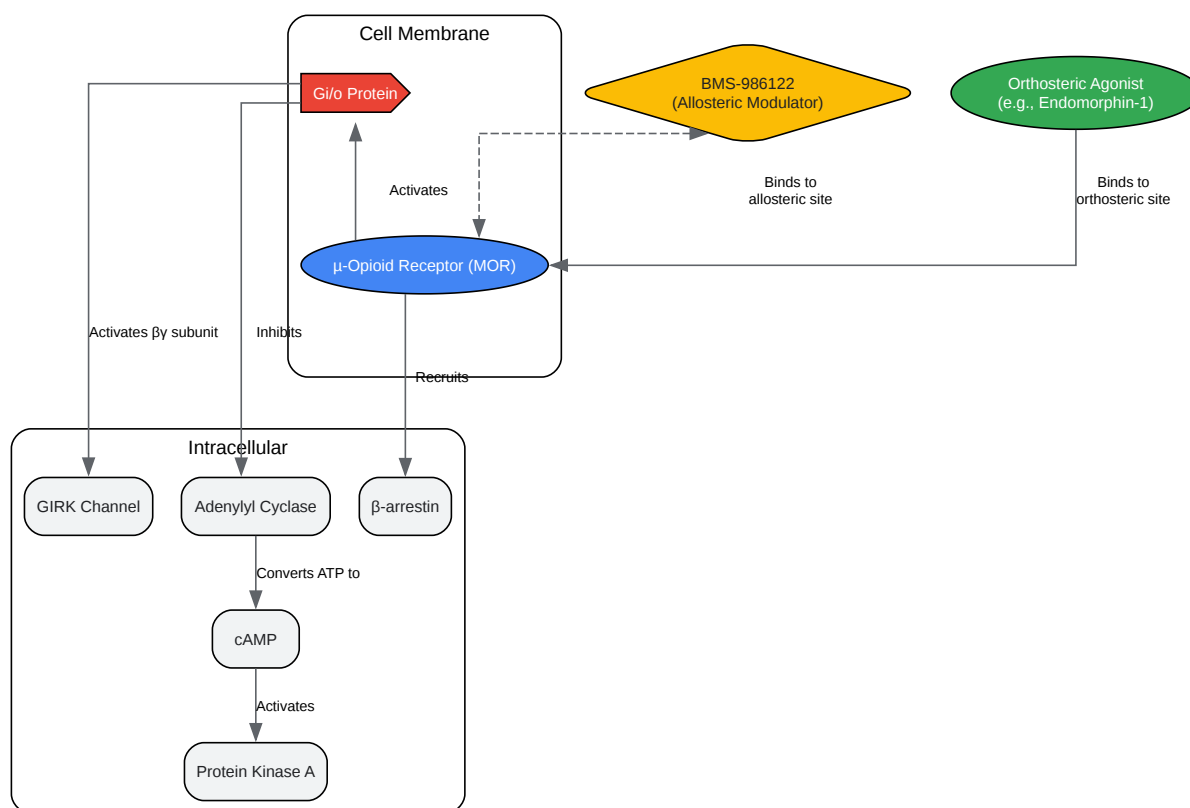 Cell Membrane
Gi/o Protein
BMS-986122
(Allosteric Modulator)
Orthosteric Agonist
(e.g., Endomorphin-1)
Activates
Binds to
allosteric site
Binds to
orthosteric site
µ-Opioid Receptor (MOR)
Activates βγ subunit
Inhibits
Recruits
Intracellular
GIRK Channel
Adenylyl Cyclase
β-arrestin
Converts ATP to
cAMP
Activates
Protein Kinase A